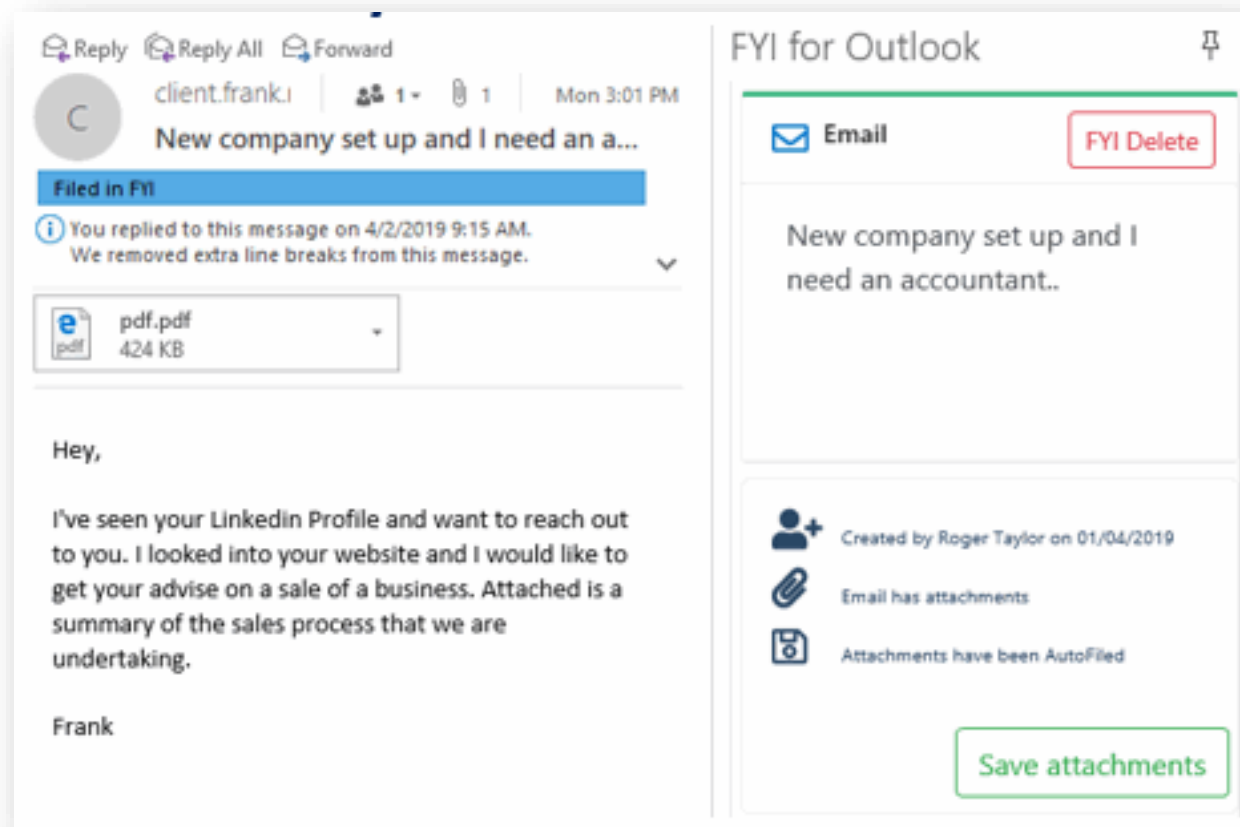 Reply Reply All Forward
client.frank. 1 1 Mon 3:01 PM
C
New company set up and I need an a...
Filed in FYI
You replied to this message on 4/2/2019 9:15 AM.
We removed extra line breaks from this message.
pdf.pdf
pdf
424 KB
Hey,
I've seen your Linkedin Profile and want to reach out
to you. I looked into your website and I would like to
get your advise on a sale of a business. Attached is a
summary of the sales process that we are
undertaking.
Frank
FYI for Outlook
Email
FYI Delete
New company set up and I
need an accountant..
Created by Roger Taylor on 01/04/2019
Email has attachments
Attachments have been AutoFiled
Save attachments